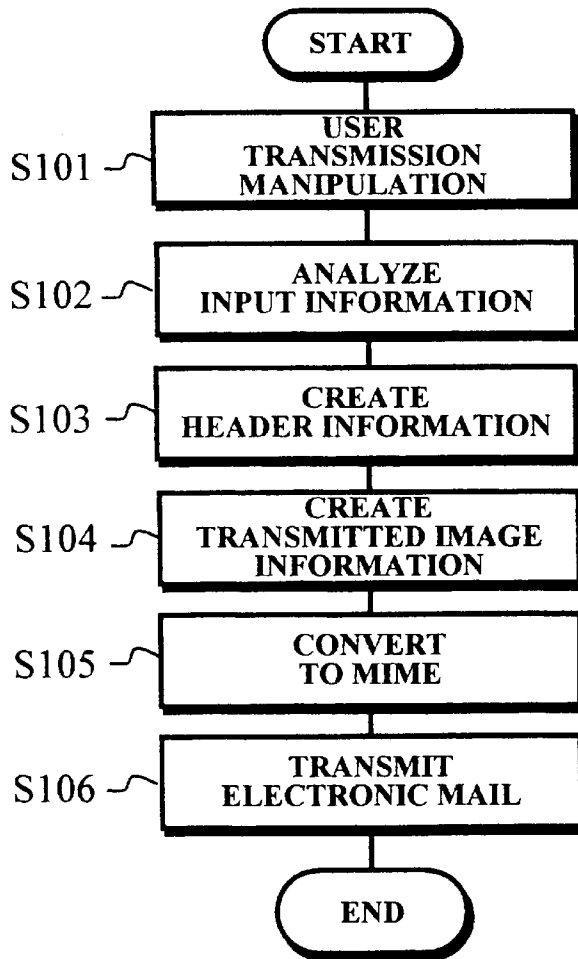 START
USER
TRANSMISSION
MANIPULATION
S101
ANALYZE
INPUT INFORMATION
S102
CREATE
HEADER INFORMATION
S103
CREATE
TRANSMITTED IMAGE
INFORMATION
S104
CONVERT
TO MIME
S105
TRANSMIT
ELECTRONIC MAIL
S106
END